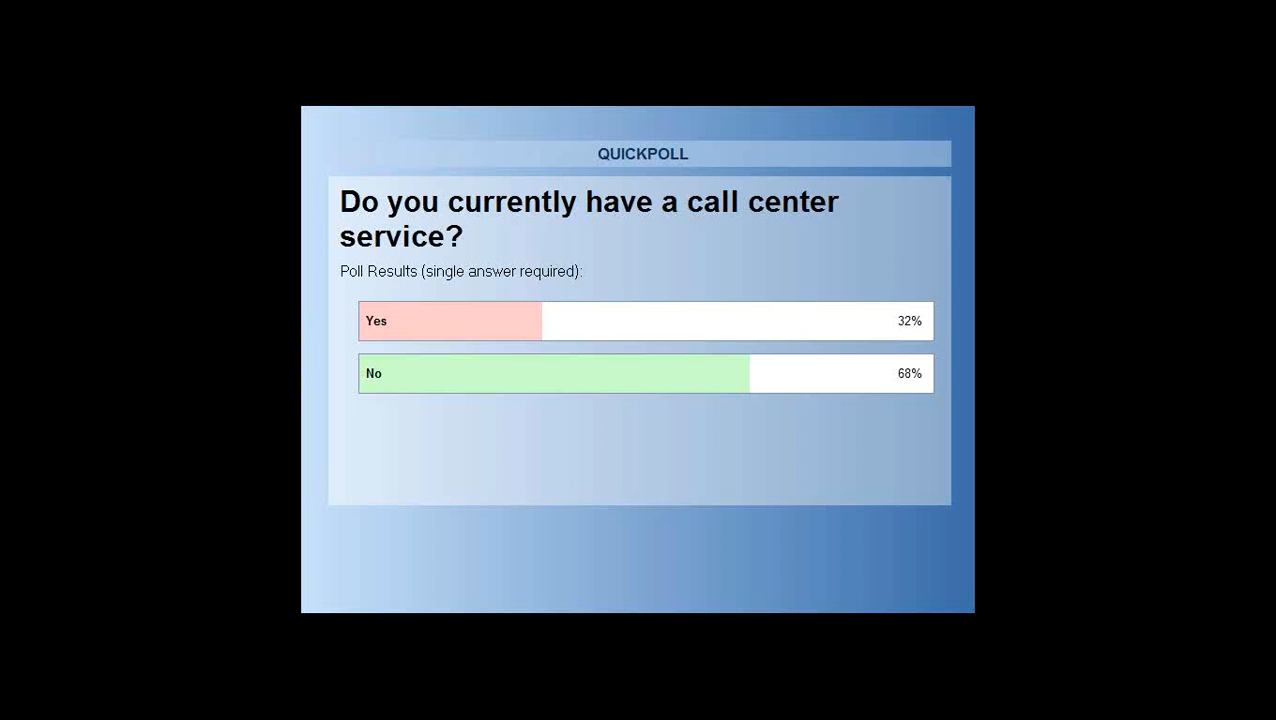 QUICKPOLL
Do you currently have a call center
service?
Poll Results (single answer required):
Yes 32%
No 68%